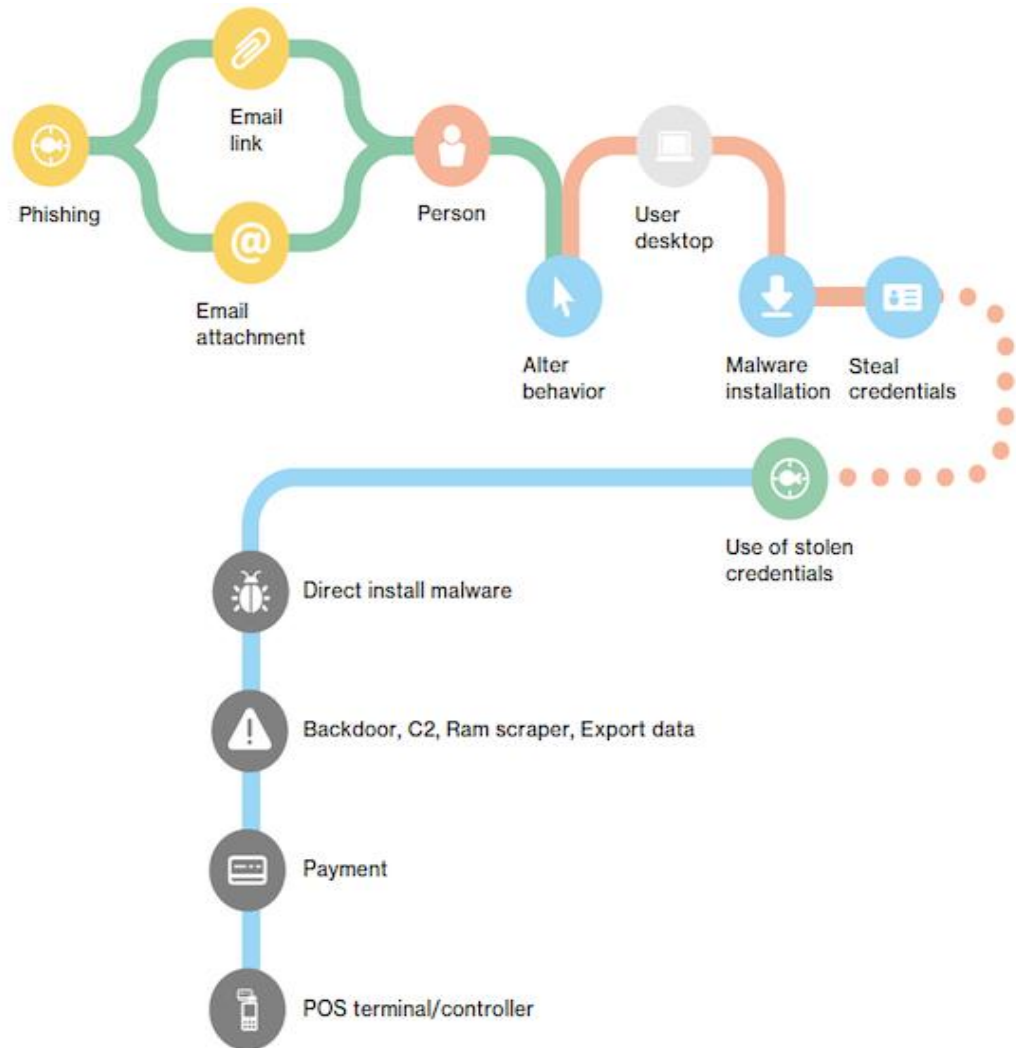 Email
link
Phishing
@
Email
attachment
Person
User
desktop
Alter
behavior
Malware
installation
Steal
credentials
Use of stolen
credentials
Direct install malware
Backdoor, C2, Ram scraper, Export data
Payment
POS terminal/controller